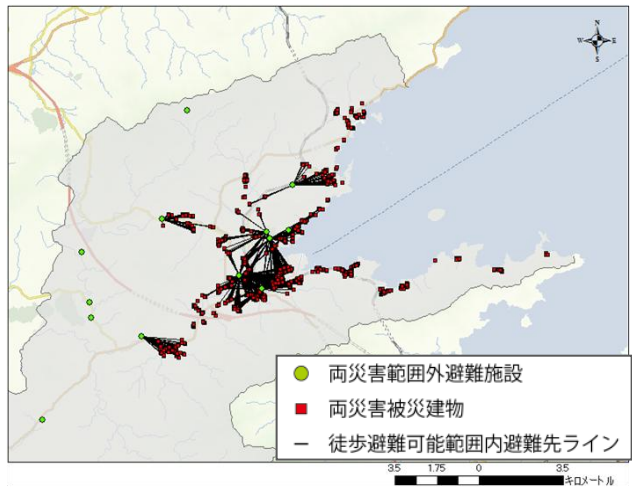 N
W E
S
両災害範囲外避難施設
両災害被災建物
徒歩避難可能範囲内避難先ライン
3.5 1.75 0 3.5
キロメートル